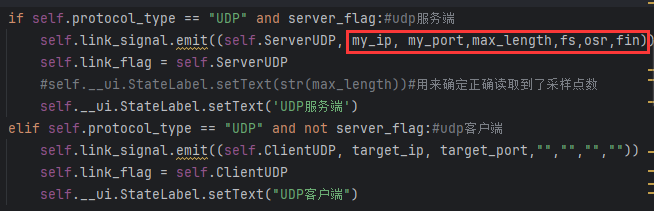 if self.protocol_type == "UDP" and server_flag:#udp服务端
self.link_signal.emit((self.ServerUDP, my_ip, my_port,max_length,fs,osr,fin))
self.link_flag = self.ServerUDP
#self.__ui.StateLabel.setText(str(max_length))#用来确定正确读取到了采样点数
self.__ui.StateLabel.setText('UDP服务端')
elif self.protocol_type == "UDP" and not server_flag:#udp客户端
self.link_signal.emit((self.ClientUDP, target_ip, target_port,"","","",""))
self.link_flag = self.ClientUDP
self.__ui.StateLabel.setText("UDP客户端")